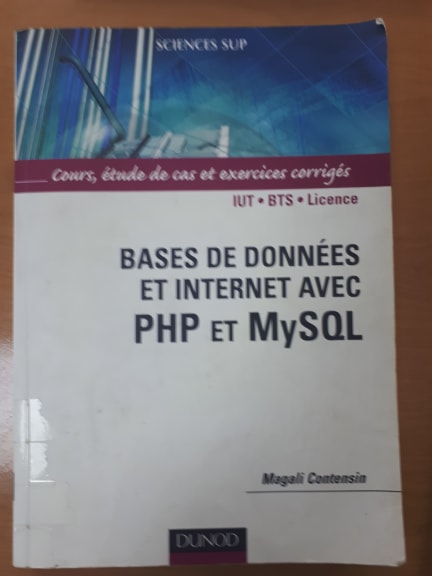 SCIENCES SUP
Cours, étude de cas et exercices corrigés
IUT • BTS • Licence
BASES DE DONNÉES
ET INTERNET AVEC
PHP ET MySQL
Magali Contensin
DUNOD